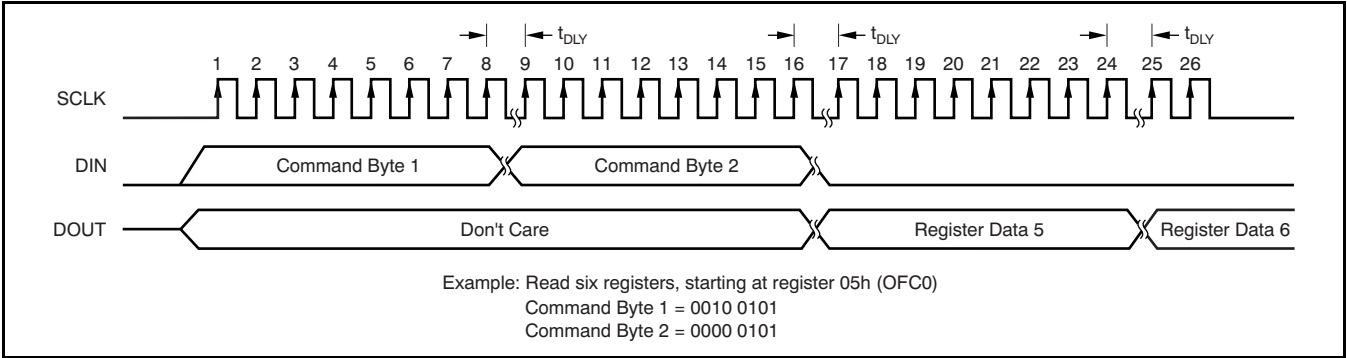 t_DLY t_DLY t_DLY
1 2 3 4 5 6 7 8 9 10 11 12 13 14 15 16 17 18 19 20 21 22 23 24 25 26
SCLK
DIN Command Byte 1 Command Byte 2
DOUT Don't Care Register Data 5 Register Data 6
Example: Read six registers, starting at register 05h (OFC0)
Command Byte 1 = 0010 0101
Command Byte 2 = 0000 0101